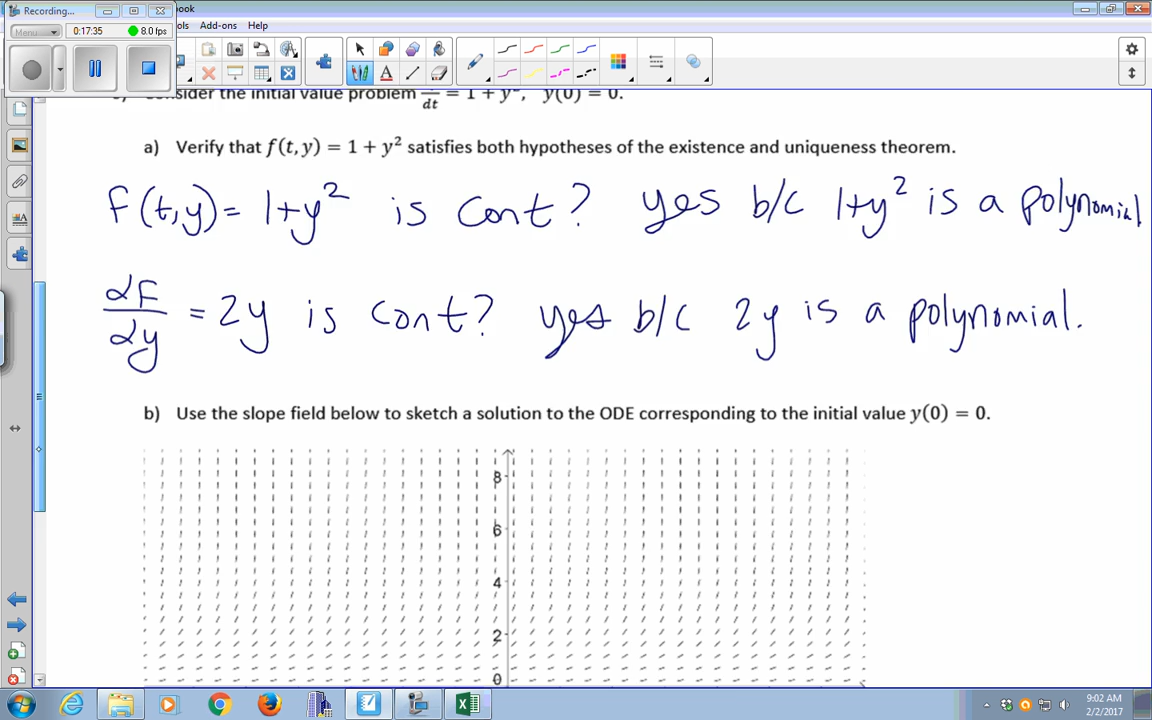 Recording...
ook
Menu
0:17:35
8.0 fps
ols Add-ons Help
nsider the initial value problem dt = 1 + y², y(0) = 0.
a) Verify that f(t, y) = 1 + y² satisfies both hypotheses of the existence and uniqueness theorem.
f(t,y) = 1+y² is cont? yes b/c 1+y² is a polynomial
∂f/∂y = 2y is cont? yes b/c 2y is a polynomial.
b) Use the slope field below to sketch a solution to the ODE corresponding to the initial value y(0) = 0.
8
6
4
2
0
9:02 AM
2/2/2017